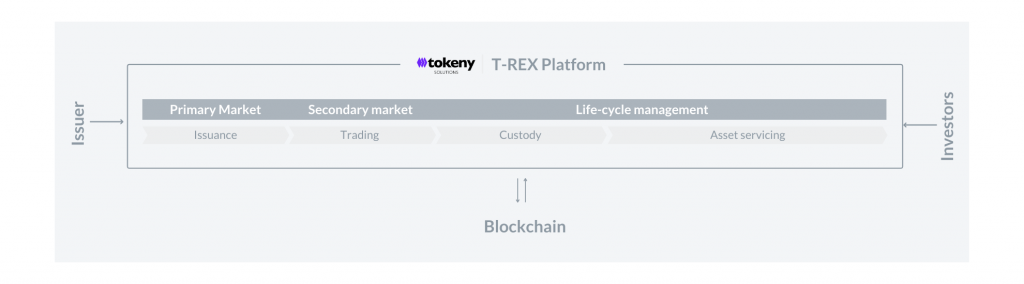 tokeny
SOLUTIONS
T-REX Platform
Issuer
Primary Market
Secondary market
Life-cycle management
Issuance
Trading
Custody
Asset servicing
Investors
Blockchain